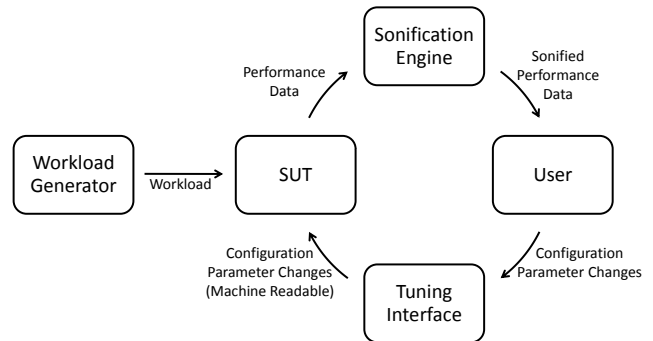 Sonification
Engine
Performance
Data
Sonified
Performance
Data
Workload
Generator
Workload
SUT
User
Configuration
Parameter Changes
(Machine Readable)
Configuration
Parameter Changes
Tuning
Interface